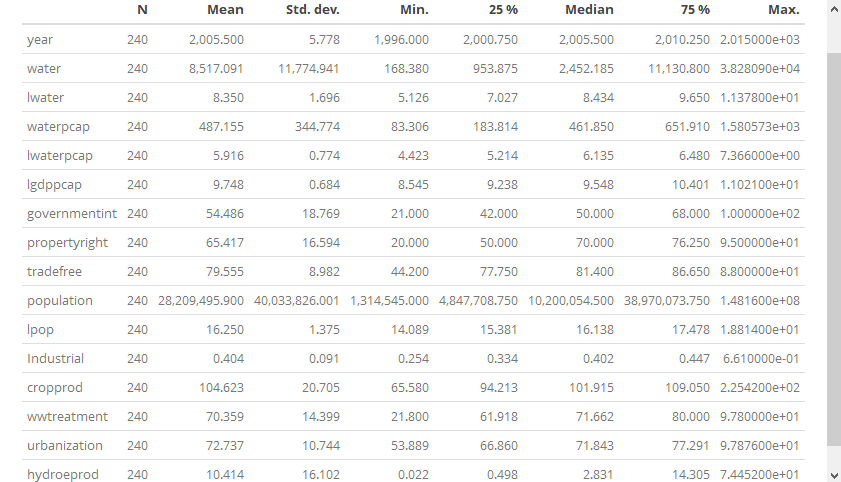 N Mean Std. dev. Min. 25 % Median 75 % Max.
year 240 2,005.500 5.778 1,996.000 2,000.750 2,005.500 2,010.250 2.015000e+03
water 240 8,517.091 11,774.941 168.380 953.875 2,452.185 11,130.800 3.828090e+04
lwater 240 8.350 1.696 5.126 7.027 8.434 9.650 1.137800e+01
waterpcap 240 487.155 344.774 83.306 183.814 461.850 651.910 1.580573e+03
lwaterpcap 240 5.916 0.774 4.423 5.214 6.135 6.480 7.366000e+00
lgdppcap 240 9.748 0.684 8.545 9.238 9.548 10.401 1.102100e+01
governmentint 240 54.486 18.769 21.000 42.000 50.000 68.000 1.000000e+02
propertyright 240 65.417 16.594 20.000 50.000 70.000 76.250 9.500000e+01
tradefree 240 79.555 8.982 44.200 77.750 81.400 86.650 8.800000e+01
population 240 28,209,495.900 40,033,826.001 1,314,545.000 4,847,708.750 10,200,054.500 38,970,073.750 1.481600e+08
lpop 240 16.250 1.375 14.089 15.381 16.138 17.478 1.881400e+01
Industrial 240 0.404 0.091 0.254 0.334 0.402 0.447 6.610000e-01
cropprod 240 104.623 20.705 65.580 94.213 101.915 109.050 2.254200e+02
wwtreatment 240 70.359 14.399 21.800 61.918 71.662 80.000 9.780000e+01
urbanization 240 72.737 10.744 53.889 66.860 71.843 77.291 9.787600e+01
hydroeprod 240 10.414 16.102 0.022 0.498 2.831 14.305 7.445200e+01